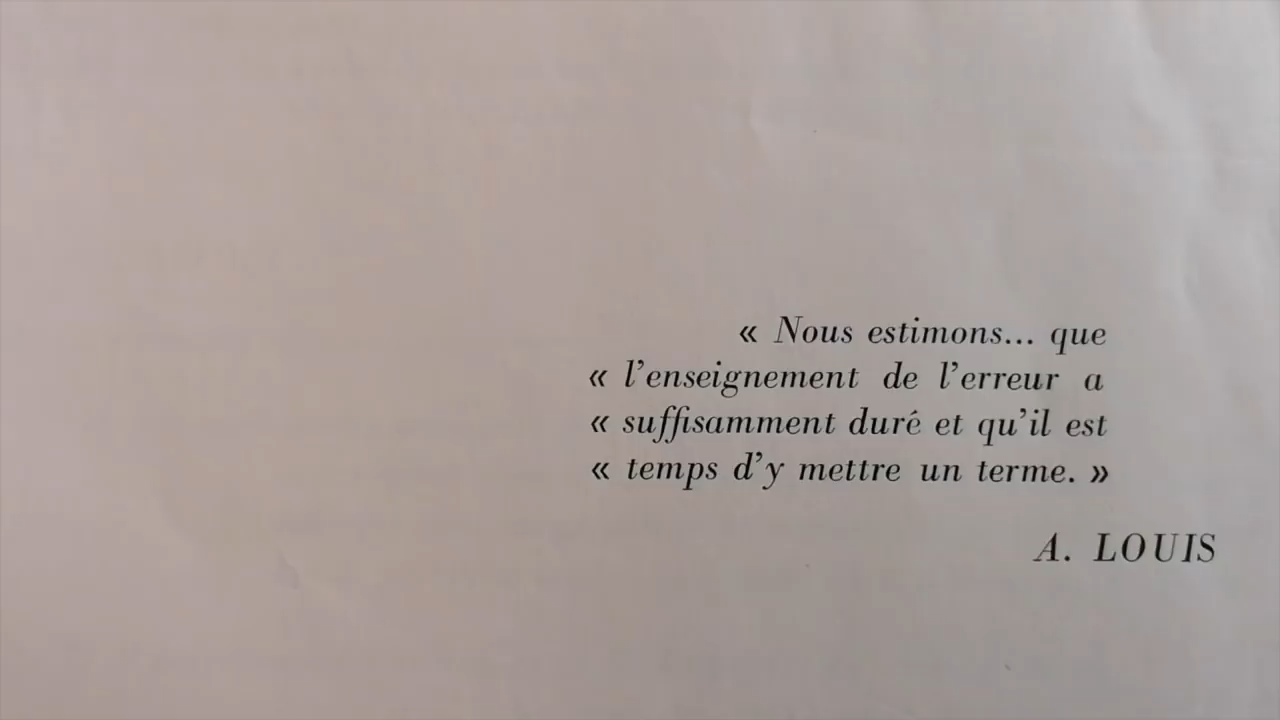 « Nous estimons... que
« l’enseignement de l’erreur a
« suffisamment duré et qu’il est
« temps d’y mettre un terme. »
A. LOUIS